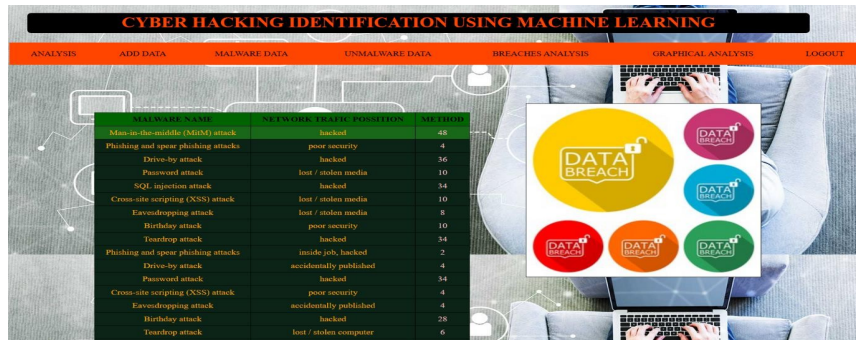 CYBER HACKING IDENTIFICATION USING MACHINE LEARNING
ANALYSIS ADD DATA MALWARE DATA UNMALWARE DATA BREACHES ANALYSIS GRAPHICAL ANALYSIS LOGOUT
MALWARE NAME NETWORK TRAFIC POSSITION METHOD
Man-in-the-middle (MitM) attack hacked 48
Phishing and spear phishing attacks poor security 4
Drive-by attack hacked 36
Password attack lost / stolen media 10
SQL injection attack hacked 34
Cross-site scripting (XSS) attack lost / stolen media 10
Eavesdropping attack lost / stolen media 8
Birthday attack poor security 10
Teardrop attack hacked 34
Phishing and spear phishing attacks inside job, hacked 2
Drive-by attack accidentally published 4
Password attack hacked 34
Cross-site scripting (XSS) attack poor security 4
Eavesdropping attack accidentally published 4
Birthday attack hacked 28
Teardrop attack lost / stolen computer 6
DATA
BREACH
DATA
BREACH
DATA
BREACH
DATA
BREACH
DATA
BREACH
DATA
BREACH